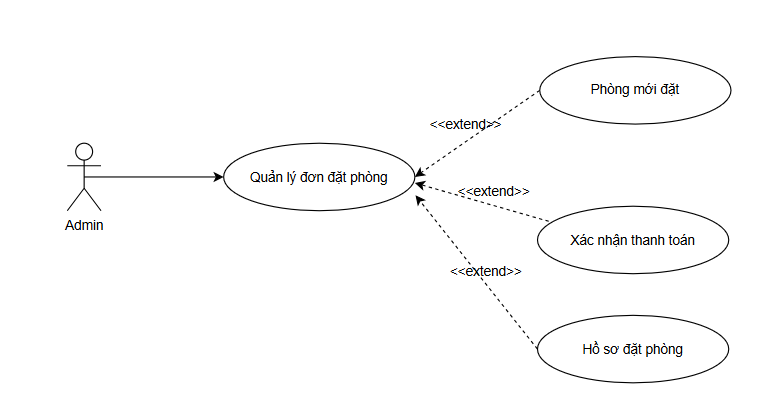 Phòng mới đặt
<<extend>>
Quản lý đơn đặt phòng
<<extend>>
Admin
Xác nhận thanh toán
<<extend>>
Hồ sơ đặt phòng